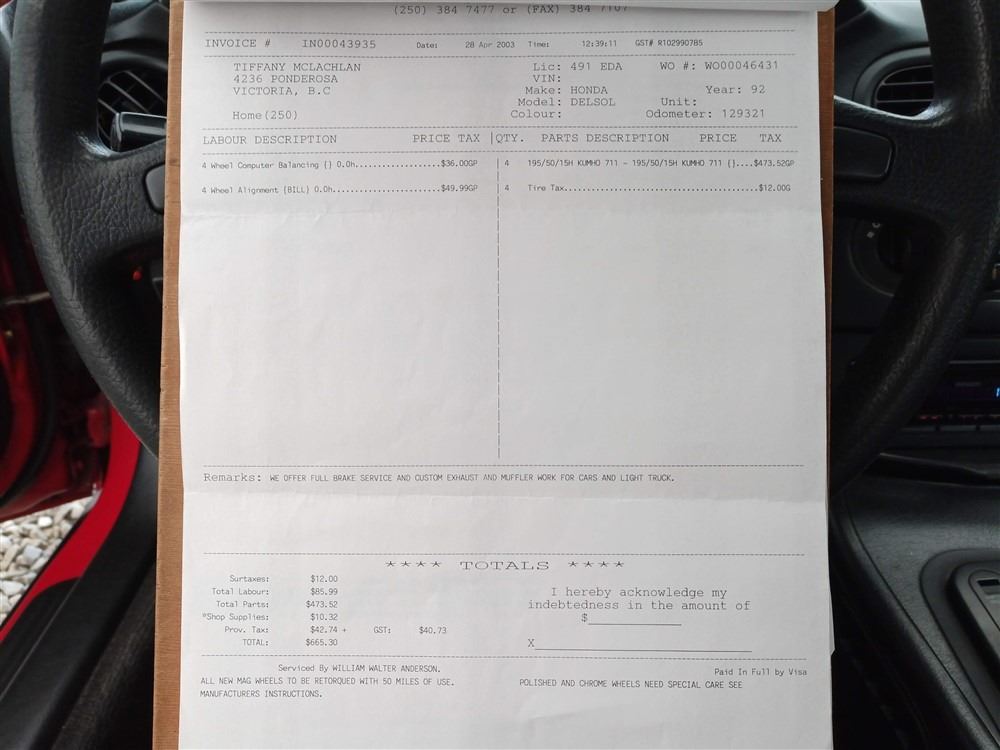 (250) 384 7477 or (FAX) 384 7107
INVOICE # IN00043935 Date: 28 Apr 2003 Time: 12:39:11 GST# R102990785
TIFFANY MCLACHLAN
4236 PONDEROSA
VICTORIA, B.C
Home(250)
Lic: 491 EDA WO #: WO00046431
VIN:
Make: HONDA Year: 92
Model: DELSOL Unit:
Colour: Odometer: 129321
LABOUR DESCRIPTION PRICE TAX |QTY. PARTS DESCRIPTION PRICE TAX
4 Wheel Computer Balancing {} 0.0h....................$36.00GP 4 195/50/15H KUMHO 711 - 195/50/15H KUMHO 711 {}....$473.52GP
4 Wheel Alignment {BILL} 0.0h.........................$49.99GP 4 Tire Tax.............................................$12.00G
Remarks: WE OFFER FULL BRAKE SERVICE AND CUSTOM EXHAUST AND MUFFLER WORK FOR CARS AND LIGHT TRUCK.
**** TOTALS ****
Surtaxes: $12.00
Total Labour: $85.99
Total Parts: $473.52
*Shop Supplies: $10.32
Prov. Tax: $42.74 + GST: $40.73
TOTAL: $665.30
I hereby acknowledge my
indebtedness in the amount of
$_____________
X_______________________________
Serviced By WILLIAM WALTER ANDERSON.
Paid In Full by Visa
ALL NEW MAG WHEELS TO BE RETORQUED WITH 50 MILES OF USE. POLISHED AND CHROME WHEELS NEED SPECIAL CARE SEE
MANUFACTURERS INSTRUCTIONS.